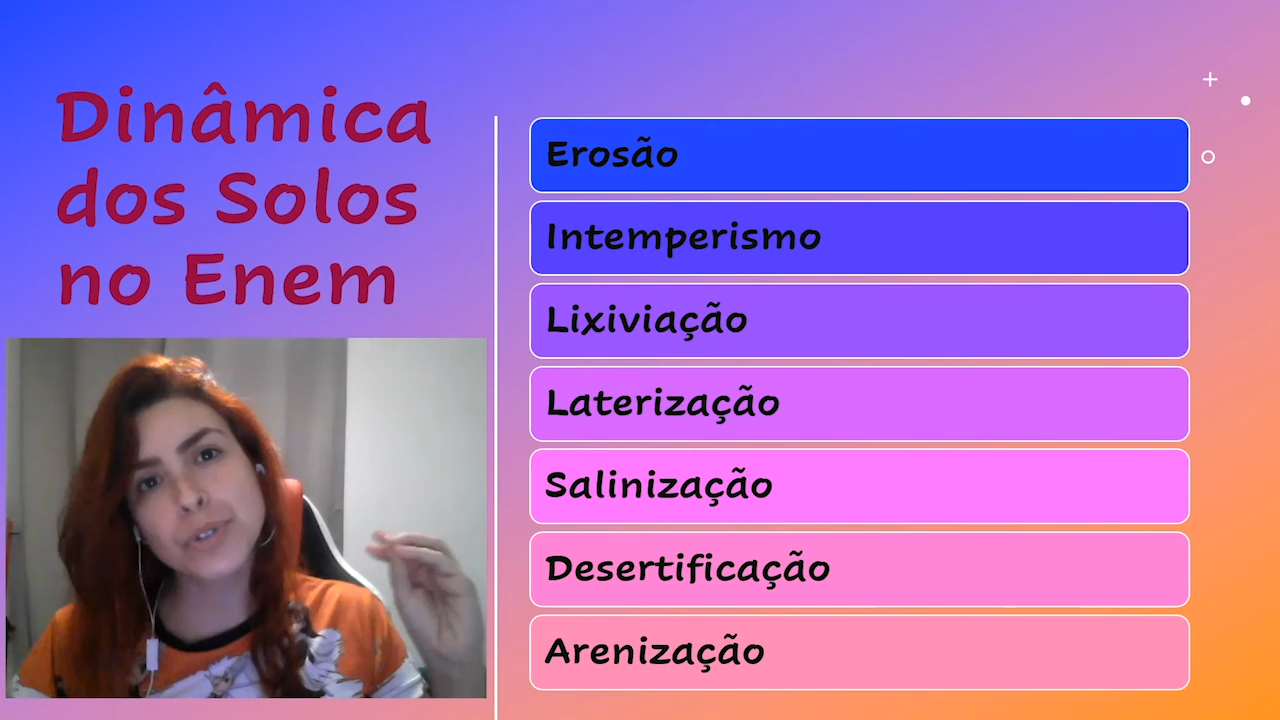 Dinâmica
dos Solos
no Enem
Erosão
Intemperismo
Lixiviação
Laterização
Salinização
Desertificação
Arenização